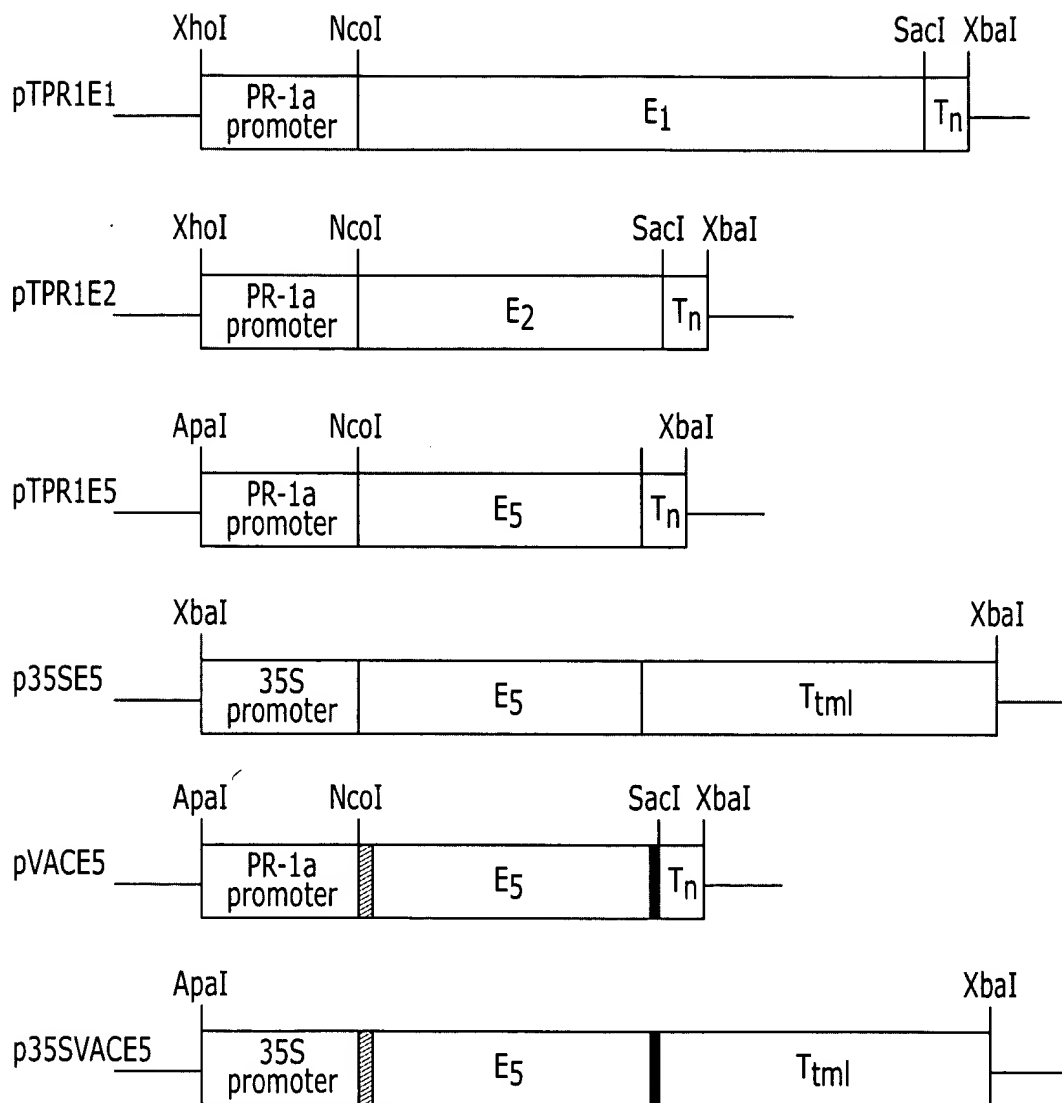 XhoI NcoI SacI XbaI
pTPR1E1
PR-1a
promoter
E1
Tn
XhoI NcoI SacI XbaI
pTPR1E2
PR-1a
promoter
E2
Tn
ApaI NcoI XbaI
pTPR1E5
PR-1a
promoter
E5
Tn
XbaI XbaI
p35SE5
35S
promoter
E5
Ttml
ApaI NcoI SacI XbaI
pVACE5
PR-1a
promoter
E5
Tn
ApaI XbaI
p35SVACE5
35S
promoter
E5
Ttml